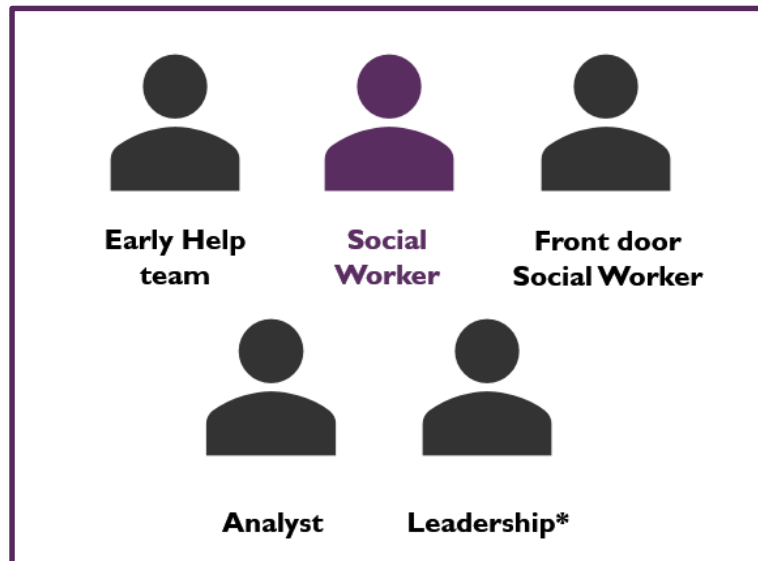 Early Help
team
Social
Worker
Front door
Social Worker
Analyst
Leadership*